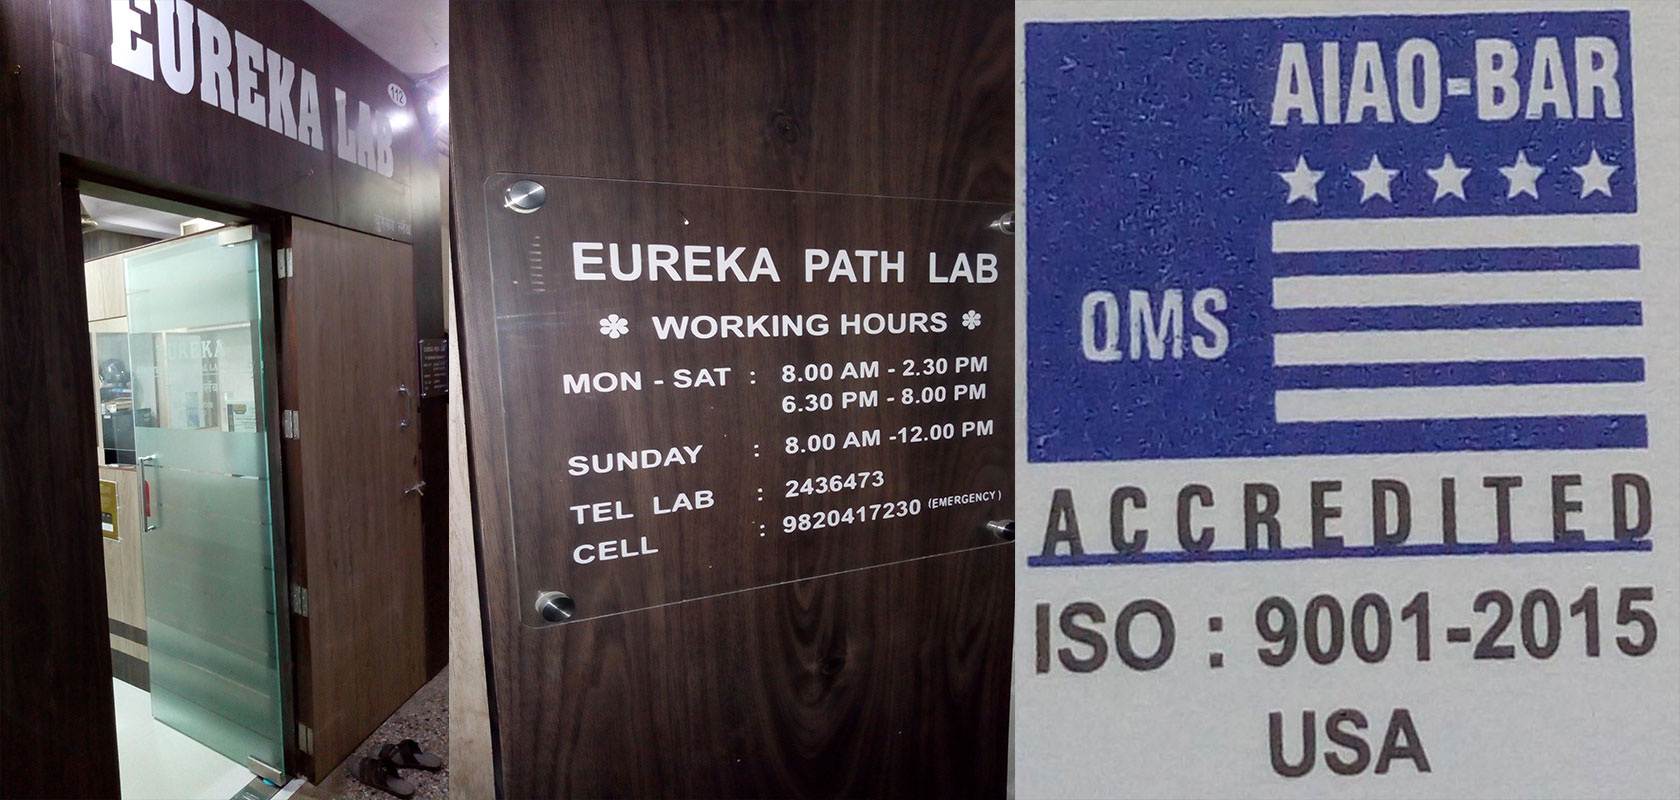 EUREKA LAB
112
EUREKA
EUREKA PATH LAB
✽ WORKING HOURS ✽
MON - SAT : 8.00 AM - 2.30 PM
6.30 PM - 8.00 PM
SUNDAY : 8.00 AM -12.00 PM
TEL LAB : 2436473
CELL : 9820417230 (EMERGENCY)
AIAO-BAR
QMS
ACCREDITED
ISO : 9001-2015
USA